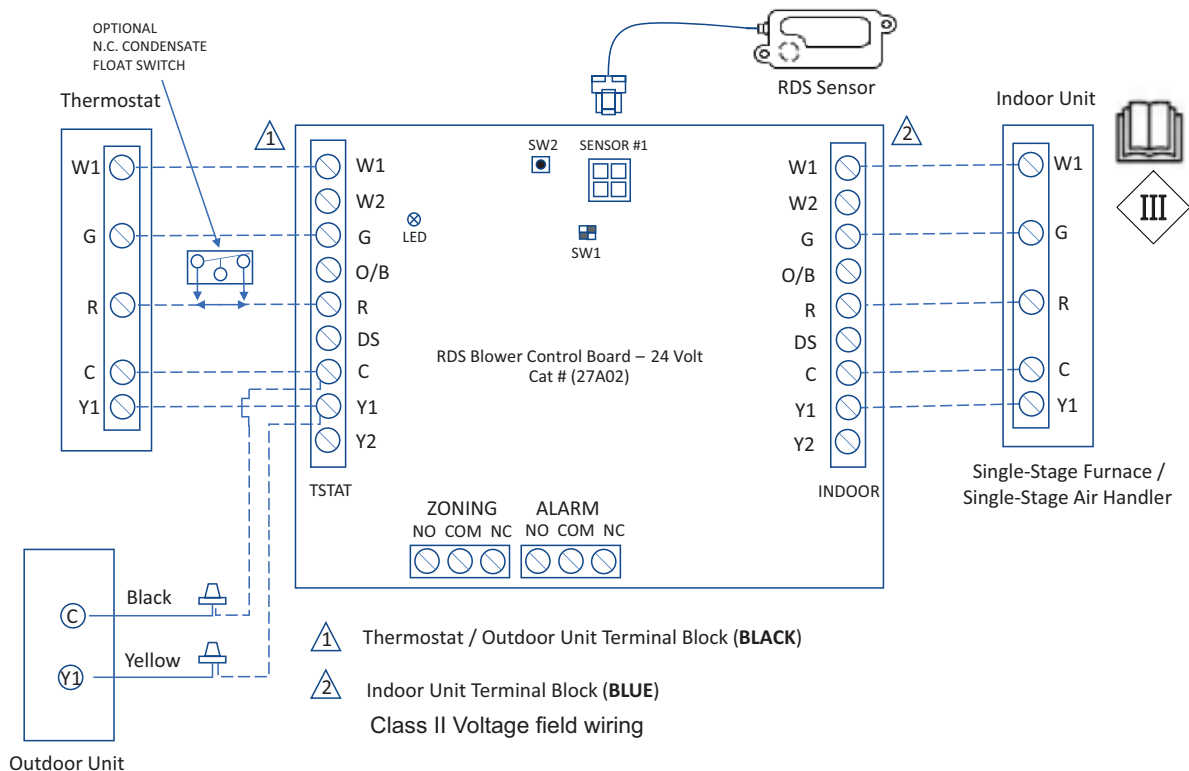 OPTIONAL
N.C. CONDENSATE
FLOAT SWITCH
Thermostat
W1
G
R
C
Y1
1
W1
W2
G
O/B
R
DS
C
Y1
Y2
TSTAT
LED
SW2
SENSOR #1
SW1
RDS Sensor
RDS Blower Control Board – 24 Volt
Cat # (27A02)
2
W1
W2
G
O/B
R
DS
C
Y1
Y2
INDOOR
Indoor Unit
W1
G
R
C
Y1
III
Single-Stage Furnace /
Single-Stage Air Handler
ZONING
NO COM NC
ALARM
NO COM NC
C
Black
Y1
Yellow
Outdoor Unit
1 Thermostat / Outdoor Unit Terminal Block (BLACK)
2 Indoor Unit Terminal Block (BLUE)
Class II Voltage field wiring